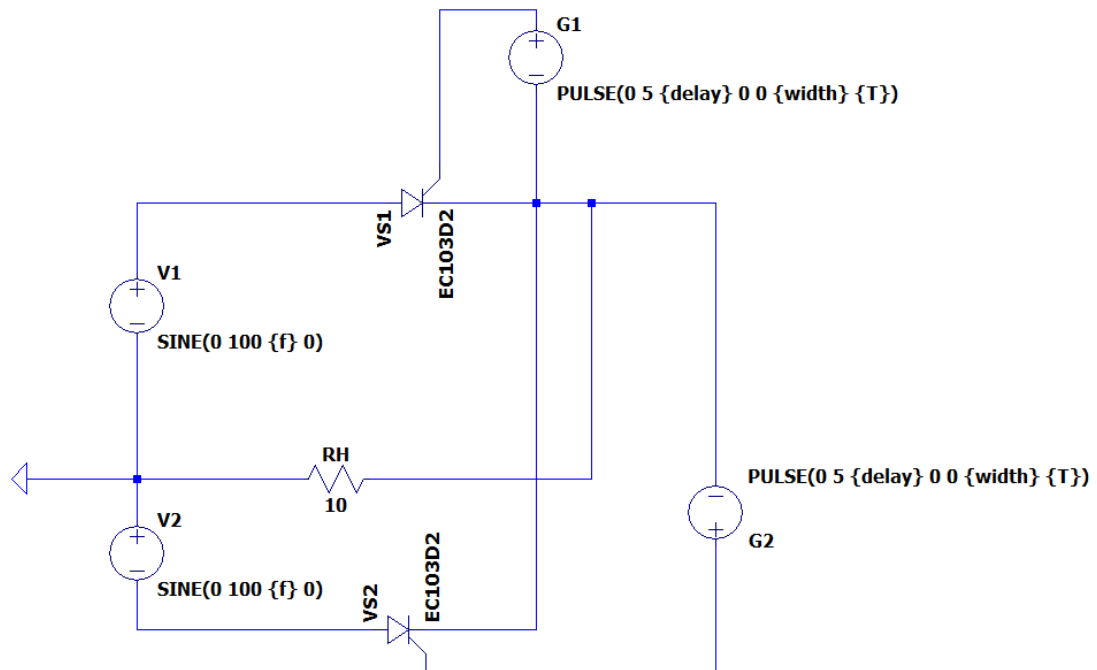 G1
PULSE(0 5 {delay} 0 0 {width} {T})
VS1
EC103D2
V1
SINE(0 100 {f} 0)
RH
10
PULSE(0 5 {delay} 0 0 {width} {T})
G2
V2
SINE(0 100 {f} 0)
VS2
EC103D2